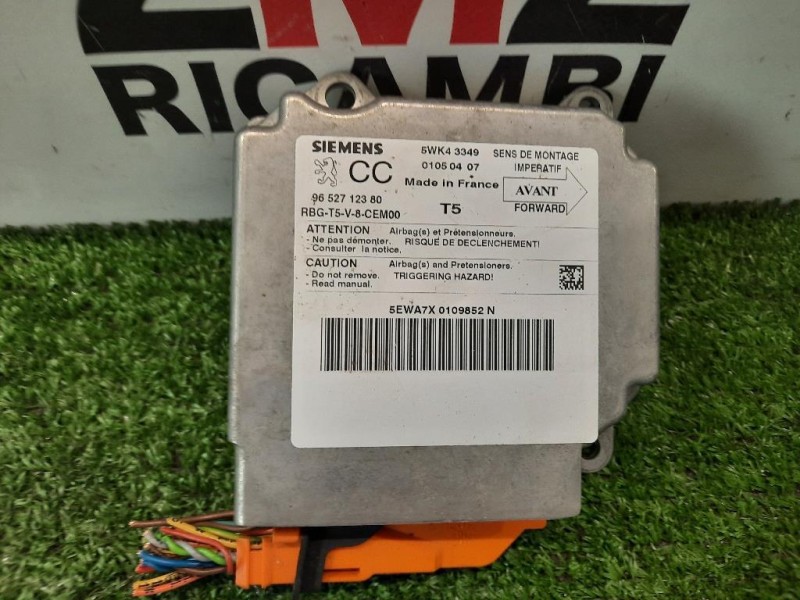 RICAMBI
SIEMENS
5WK4 3349
SENS DE MONTAGE
CC
0105 04 07
IMPERATIF
Made in France
AVANT
96 527 123 80
RBG-T5-V-8-CEM00
T5
FORWARD
ATTENTION
Airbag(s) et Prétensionneurs.
- Ne pas démonter.
RISQUE DE DECLENCHEMENT!
- Consulter la notice.
CAUTION
Airbag(s) and Pretensioners.
- Do not remove.
TRIGGERING HAZARD!
- Read manual.
5EWA7X 0109852 N